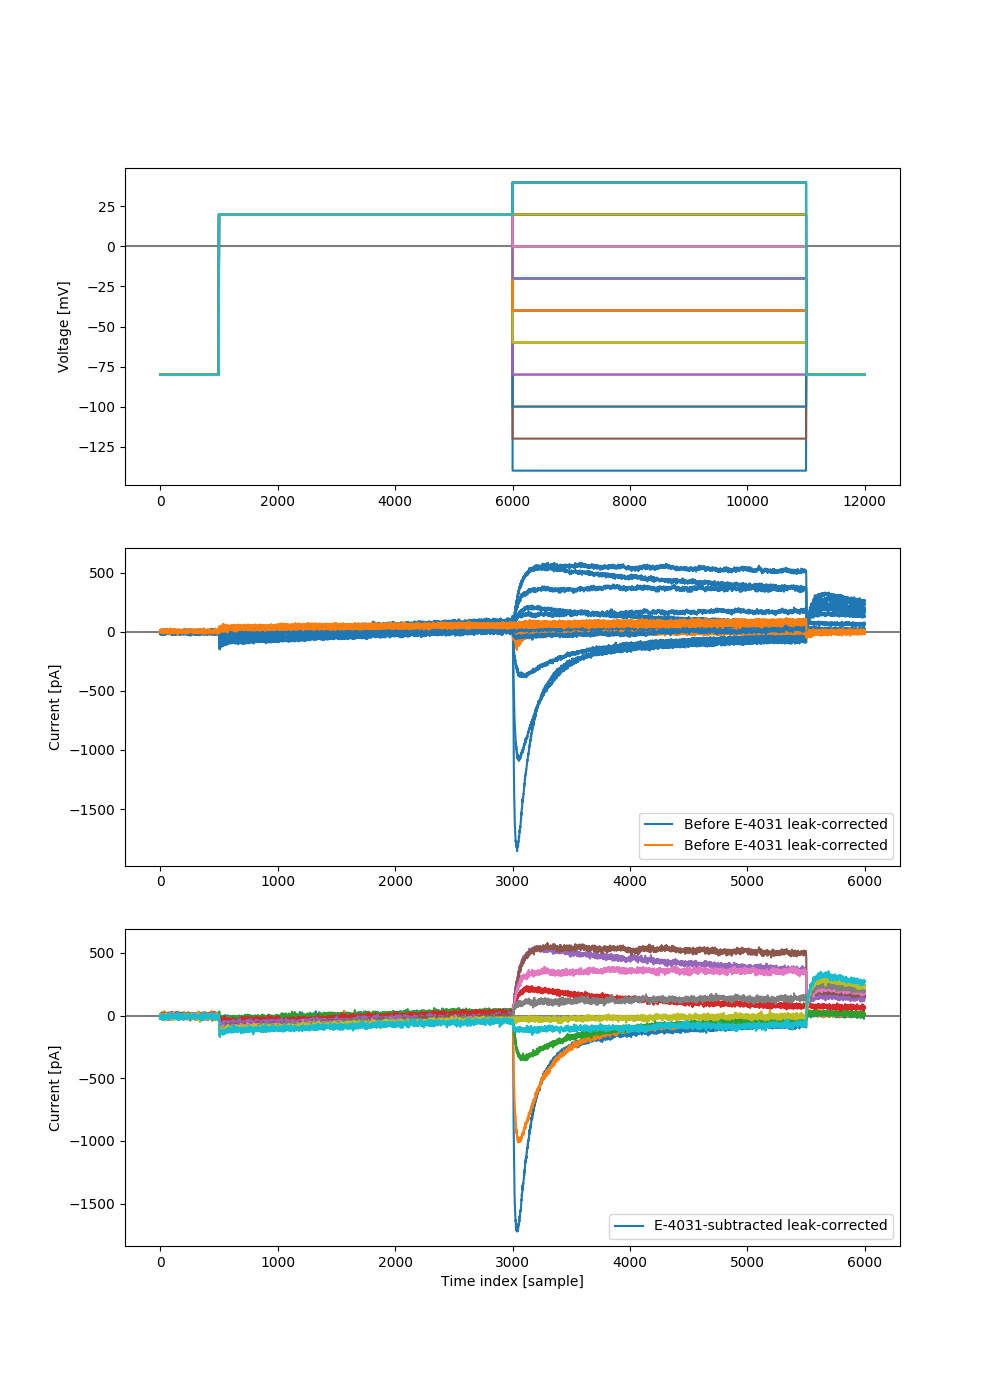 25
0
−25
−50
−75
−100
−125
Voltage [mV]
0 2000 4000 6000 8000 10000 12000
500
0
−500
−1000
−1500
Current [pA]
Before E-4031 leak-corrected
Before E-4031 leak-corrected
0 1000 2000 3000 4000 5000 6000
500
0
−500
−1000
−1500
Current [pA]
E-4031-subtracted leak-corrected
0 1000 2000 3000 4000 5000 6000
Time index [sample]